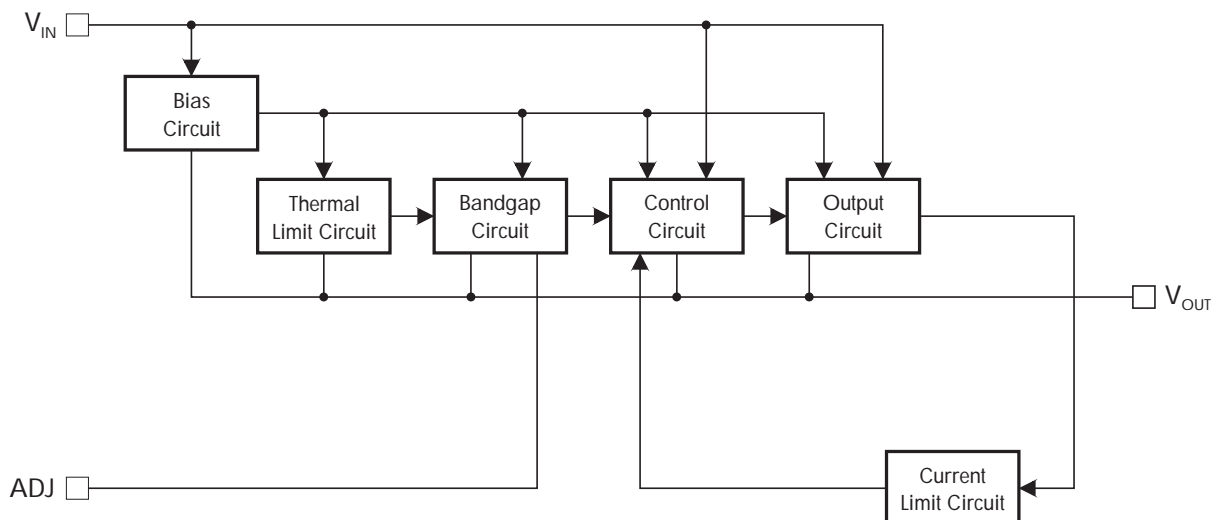 VIN
Bias
Circuit
Thermal
Limit Circuit
Bandgap
Circuit
Control
Circuit
Output
Circuit
VOUT
ADJ
Current
Limit Circuit